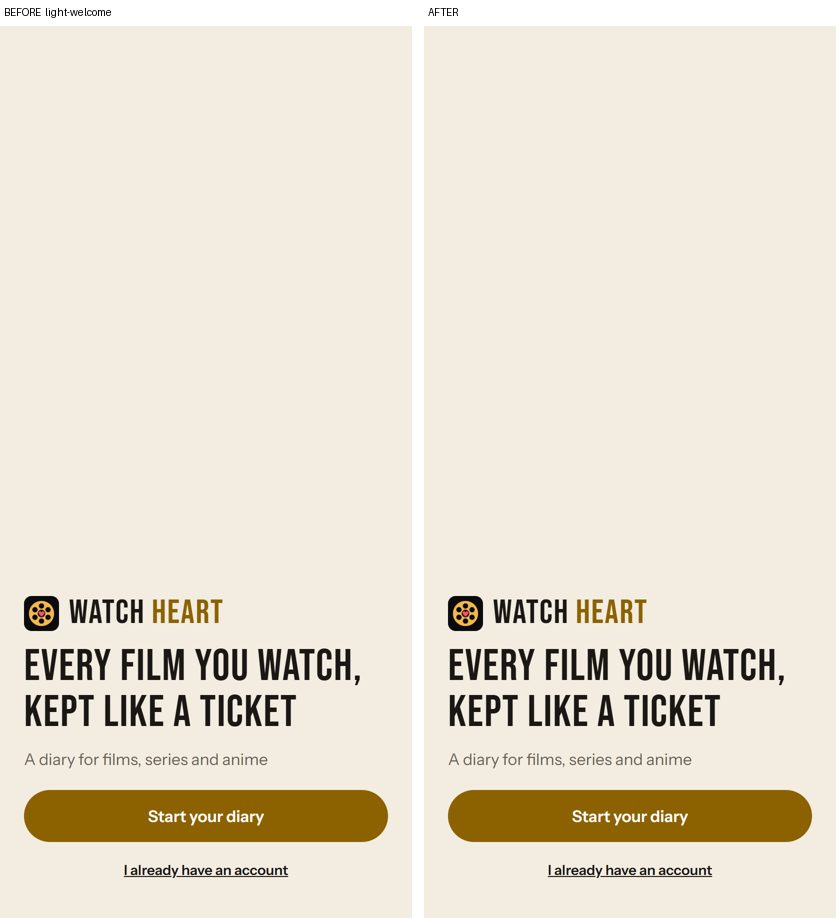 BEFORE light-welcome
AFTER
WATCH HEART
EVERY FILM YOU WATCH,
KEPT LIKE A TICKET
A diary for films, series and anime
Start your diary
I already have an account
WATCH HEART
EVERY FILM YOU WATCH,
KEPT LIKE A TICKET
A diary for films, series and anime
Start your diary
I already have an account